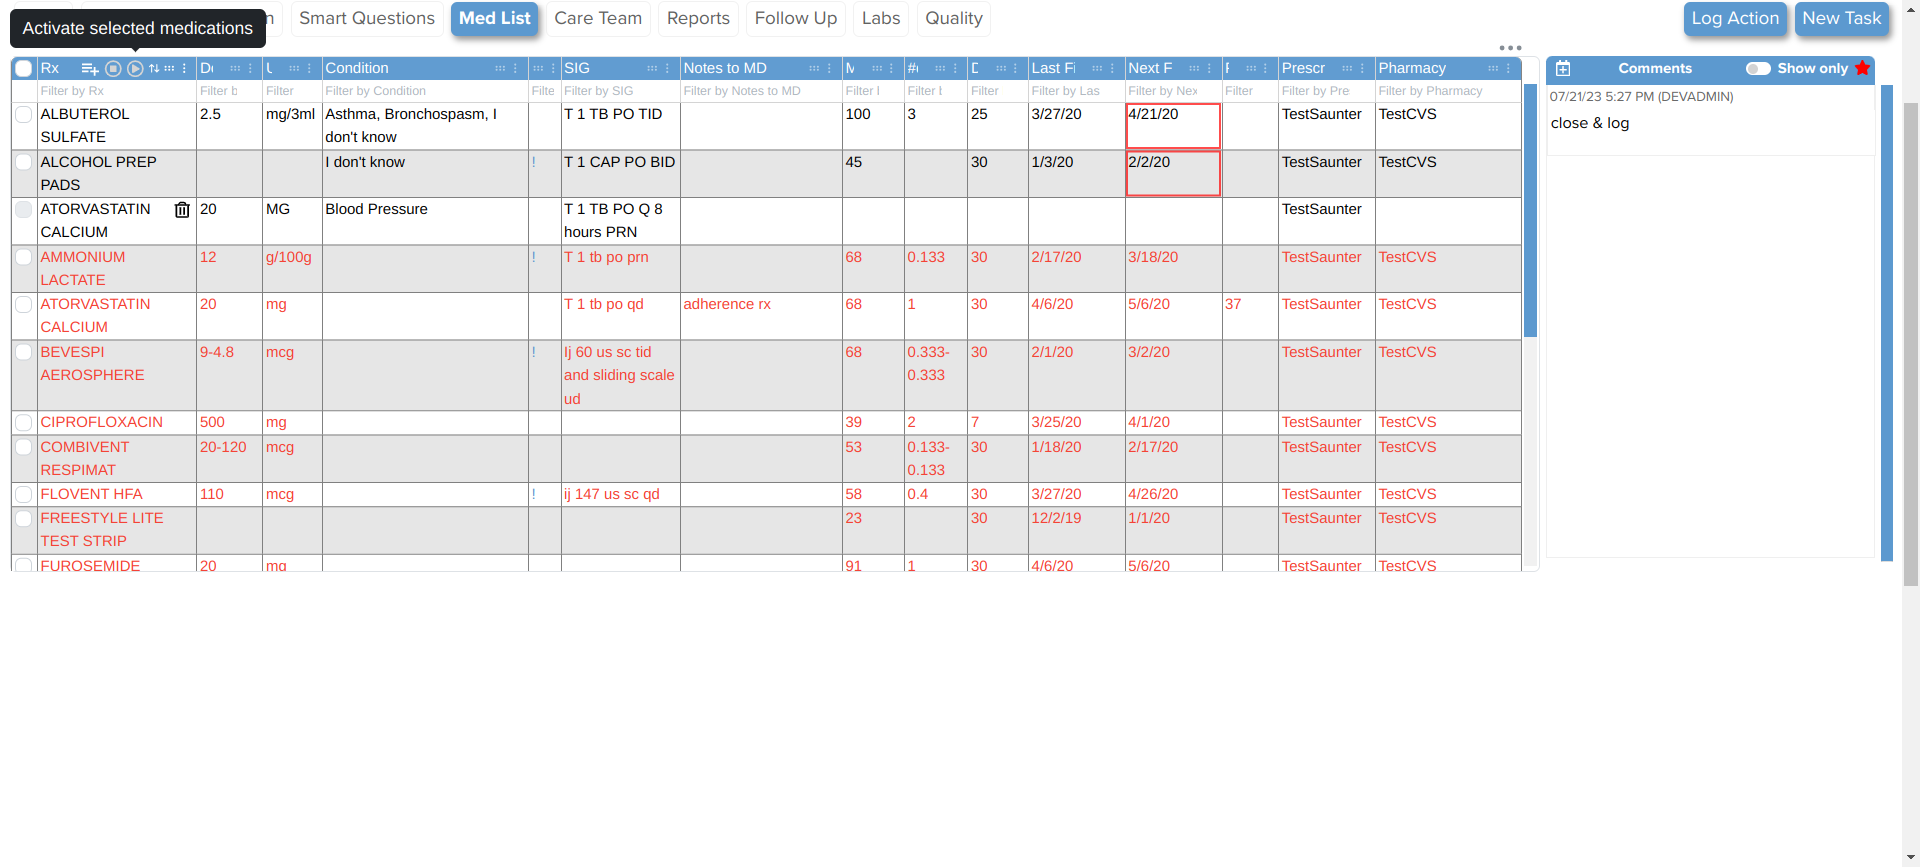 Activate selected medications
n Smart Questions Med List Care Team Reports Follow Up Labs Quality Log Action New Task
Rx Condition SIG Notes to MD Last Fi Next F Prescr Pharmacy
Filter by Rx Filter b Filter Filter by Condition Filte Filter by SIG Filter by Notes to MD Filter Filter Filter Filter by Las Filter by Nex Filter Filter by Pre Filter by Pharmacy
ALBUTEROL SULFATE 2.5 mg/3ml Asthma, Bronchospasm, I don't know T 1 TB PO TID 100 3 25 3/27/20 4/21/20 TestSaunter TestCVS
ALCOHOL PREP PADS I don't know ! T 1 CAP PO BID 45 30 1/3/20 2/2/20 TestSaunter TestCVS
ATORVASTATIN CALCIUM 20 MG Blood Pressure T 1 TB PO Q 8 hours PRN TestSaunter
AMMONIUM LACTATE 12 g/100g ! T 1 tb po prn 68 0.133 30 2/17/20 3/18/20 TestSaunter TestCVS
ATORVASTATIN CALCIUM 20 mg T 1 tb po qd adherence rx 68 1 30 4/6/20 5/6/20 37 TestSaunter TestCVS
BEVESPI AEROSPHERE 9-4.8 mcg ! Ij 60 us sc tid and sliding scale ud 68 0.333-0.333 30 2/1/20 3/2/20 TestSaunter TestCVS
CIPROFLOXACIN 500 mg 39 2 7 3/25/20 4/1/20 TestSaunter TestCVS
COMBIVENT RESPIMAT 20-120 mcg 53 0.133-0.133 30 1/18/20 2/17/20 TestSaunter TestCVS
FLOVENT HFA 110 mcg ! ij 147 us sc qd 58 0.4 30 3/27/20 4/26/20 TestSaunter TestCVS
FREESTYLE LITE TEST STRIP 23 30 12/2/19 1/1/20 TestSaunter TestCVS
FUROSEMIDE 20 mg 91 1 30 4/6/20 5/6/20 TestSaunter TestCVS
Comments Show only
07/21/23 5:27 PM (DEVADMIN)
close & log